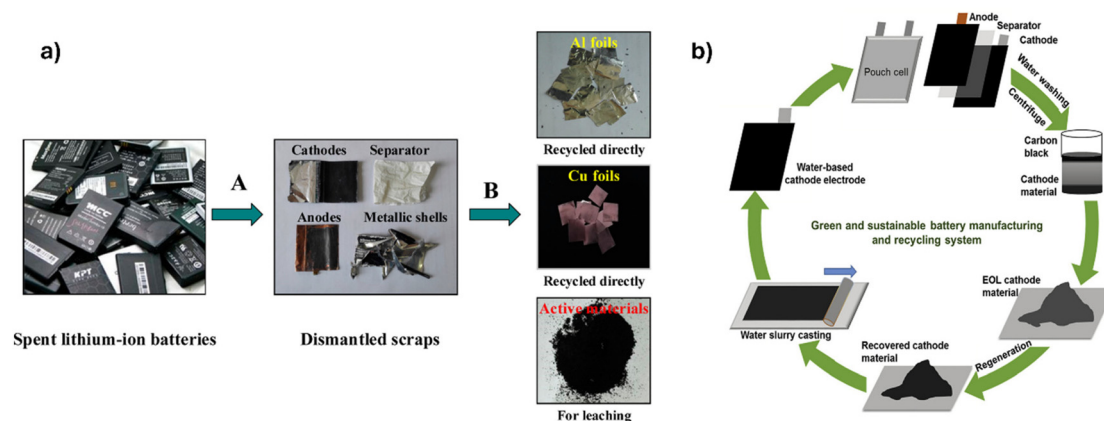 a)
Spent lithium-ion batteries
A
Cathodes
Separator
Anodes
Metallic shells
Dismantled scraps
B
Al foils
Recycled directly
Cu foils
Recycled directly
Active materials
For leaching
b)
Anode
Separator
Cathode
Pouch cell
Water washing
Centrifuge
Carbon
black
Cathode
material
EOL cathode
material
Regeneration
Recovered cathode
material
Water slurry casting
Water-based
cathode electrode
Green and sustainable battery manufacturing
and recycling system
KPT